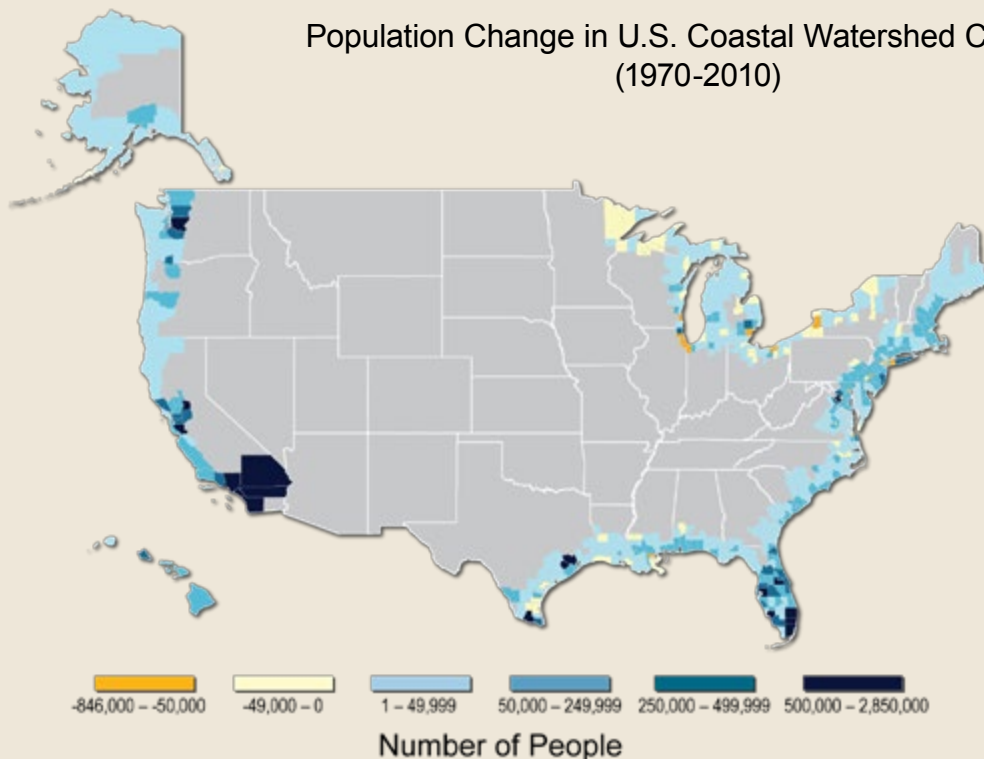 Population Change in U.S. Coastal Watershed C
(1970-2010)
-846,000 – -50,000 -49,000 – 0 1 – 49,999 50,000 – 249,999 250,000 – 499,999 500,000 – 2,850,000
Number of People